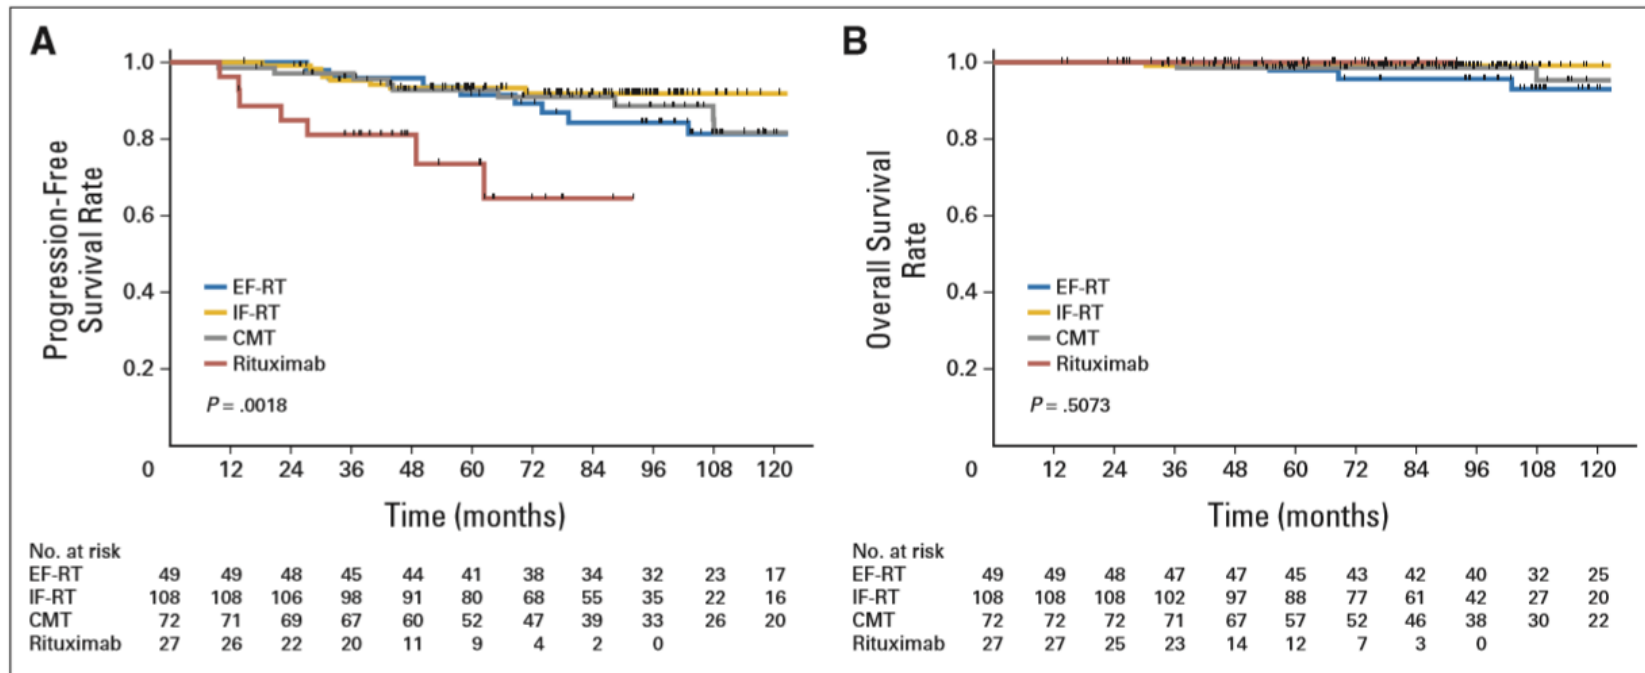 A
1.0
0.8
0.6
0.4
0.2
0
Progression-Free
Survival Rate
EF-RT
IF-RT
CMT
Rituximab
P = .0018
12 24 36 48 60 72 84 96 108 120
Time (months)
No. at risk
EF-RT 49 49 48 45 44 41 38 34 32 23 17
IF-RT 108 108 106 98 91 80 68 55 35 22 16
CMT 72 71 69 67 60 52 47 39 33 26 20
Rituximab 27 26 22 20 11 9 4 2 0
B
1.0
0.8
0.6
0.4
0.2
0
Overall Survival
Rate
EF-RT
IF-RT
CMT
Rituximab
P = .5073
12 24 36 48 60 72 84 96 108 120
Time (months)
No. at risk
EF-RT 49 49 48 47 47 45 43 42 40 32 25
IF-RT 108 108 108 102 97 88 77 61 42 27 20
CMT 72 72 72 71 67 57 52 46 38 30 22
Rituximab 27 27 25 23 14 12 7 3 0